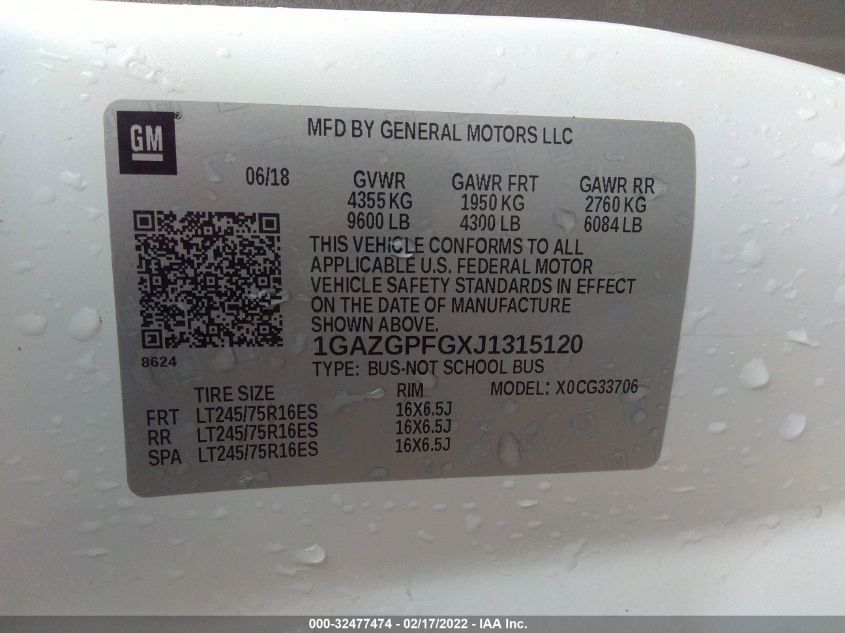 GM
MFD BY GENERAL MOTORS LLC
06/18 GVWR GAWR FRT GAWR RR
4355 KG 1950 KG 2760 KG
9600 LB 4300 LB 6084 LB
THIS VEHICLE CONFORMS TO ALL
APPLICABLE U.S. FEDERAL MOTOR
VEHICLE SAFETY STANDARDS IN EFFECT
ON THE DATE OF MANUFACTURE
SHOWN ABOVE.
1GAZGPFGXJ1315120
8624
TYPE: BUS-NOT SCHOOL BUS
TIRE SIZE RIM MODEL: X0CG33706
FRT LT245/75R16ES 16X6.5J
RR LT245/75R16ES 16X6.5J
SPA LT245/75R16ES 16X6.5J
000-32477474 - 02/17/2022 - IAA Inc.